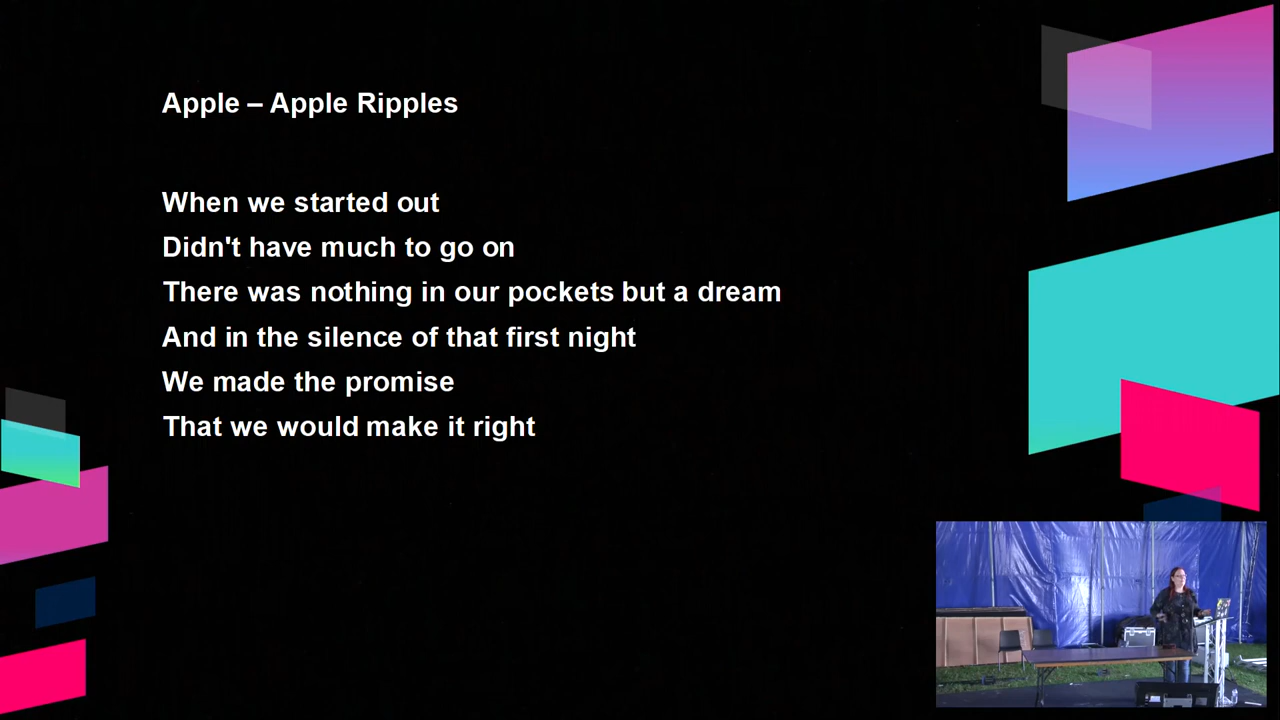 Apple – Apple Ripples
When we started out
Didn't have much to go on
There was nothing in our pockets but a dream
And in the silence of that first night
We made the promise
That we would make it right